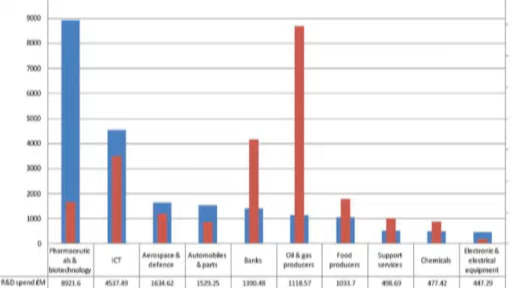 9000
8000
7000
6000
5000
4000
3000
2000
1000
0
Pharmaceutic
als &
biotechnology
ICT
Aerospace &
defence
Automobiles
& parts
Banks
Oil & gas
producers
Food
producers
Support
services
Chemicals
Electronic &
electrical
equipment
R&D spend £M 8921.6 4537.49 1634.62 1529.25 1390.48 1118.57 1033.7 498.69 477.42 447.29